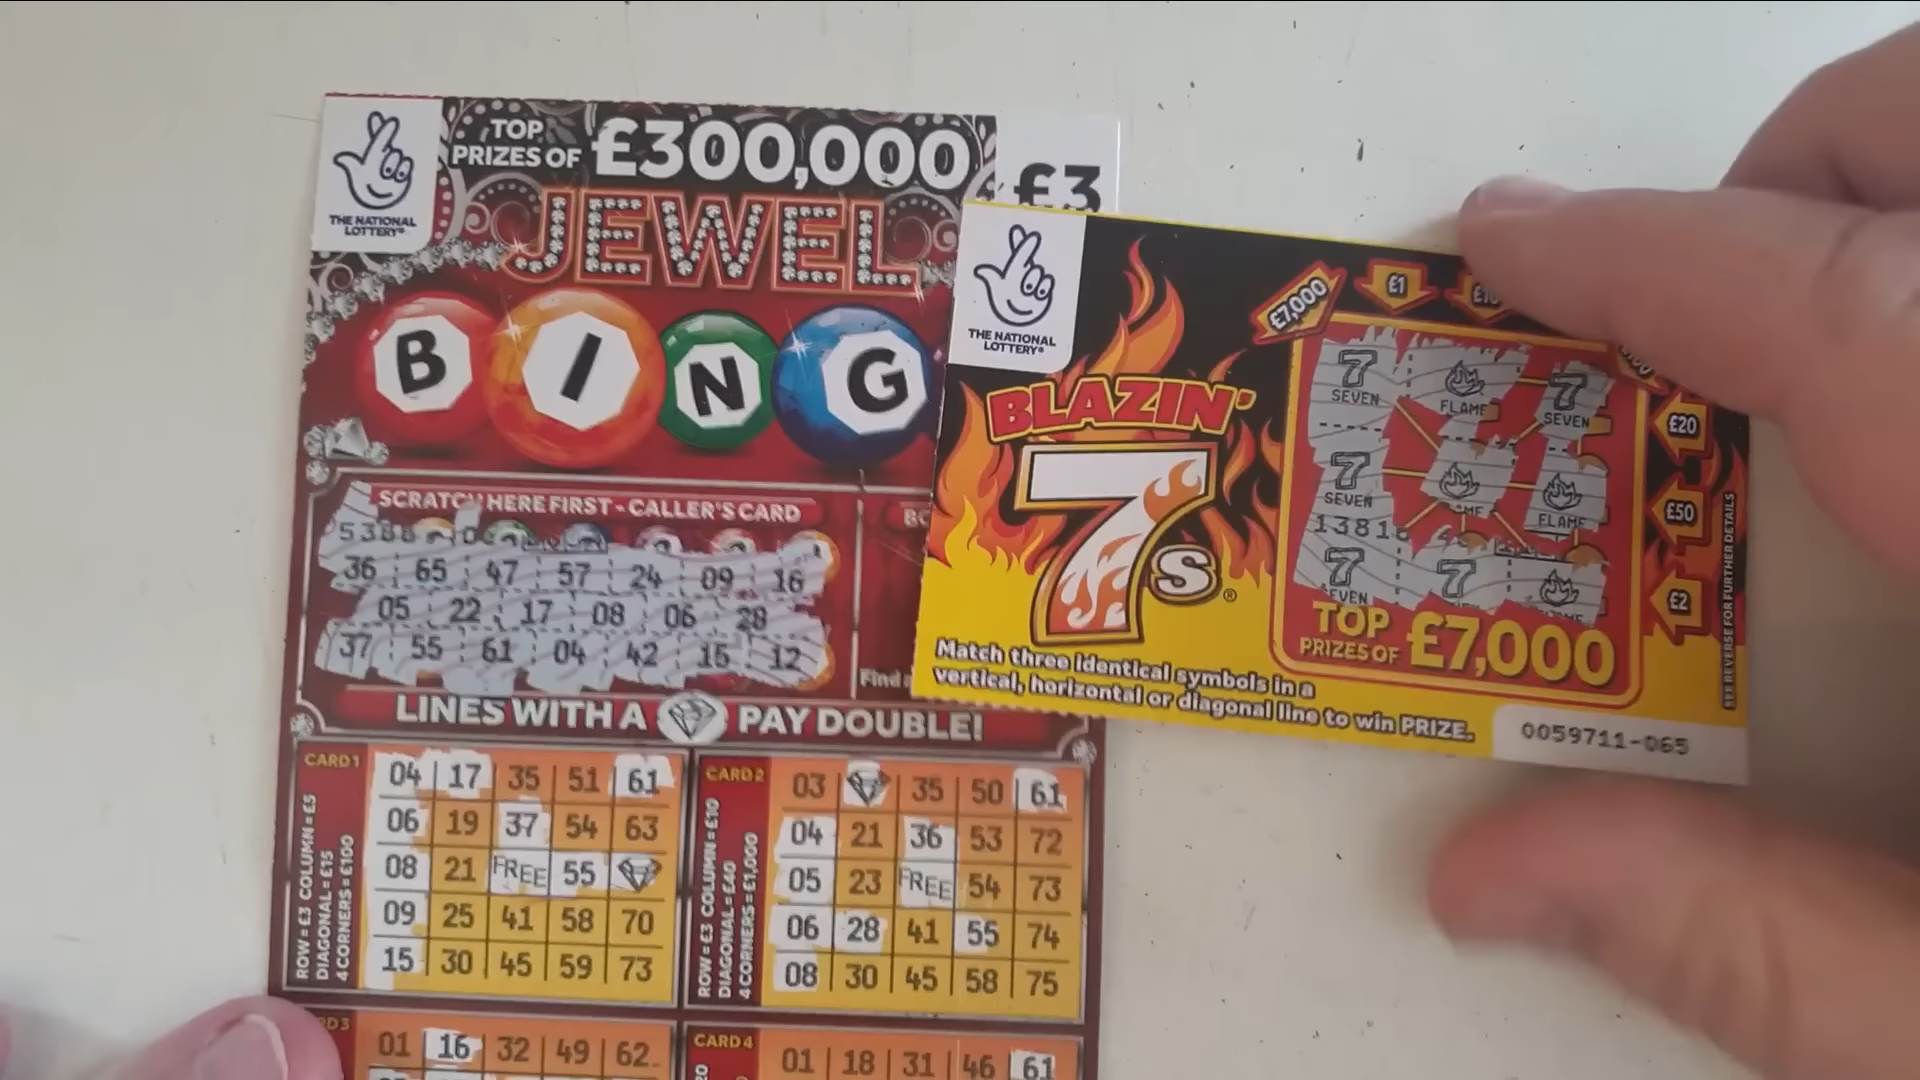 THE NATIONAL
LOTTERY®
TOP
PRIZES OF £300,000
£3
JEWEL
B I N G
SCRATCH HERE FIRST - CALLER'S CARD
36 65 47 57 24 09 16
05 22 17 08 06 28
37 55 61 04 42 15 12
Find
LINES WITH A PAY DOUBLE!
CARD 1
ROW = £3 COLUMN = £5
DIAGONAL = £15
4 CORNERS = £100
04 17 35 51 61
06 19 37 54 63
08 21 FREE 55
09 25 41 58 70
15 30 45 59 73
CARD 2
ROW = £3 COLUMN = £10
DIAGONAL = £40
4 CORNERS = £1,000
03 35 50 61
04 21 36 53 72
05 23 FREE 54 73
06 28 41 55 74
08 30 45 58 75
01 16 32 49 62
CARD 4
01 18 31 46 61
THE NATIONAL
LOTTERY®
BLAZIN'
7s®
£7,000
£1
£20
£50
£2
7 7
SEVEN FLAME SEVEN
7
SEVEN FLAME
7 7
TOP
PRIZES OF £7,000
Match three identical symbols in a
vertical, horizontal or diagonal line to win PRIZE.
0059711-065
SEE REVERSE FOR FURTHER DETAILS